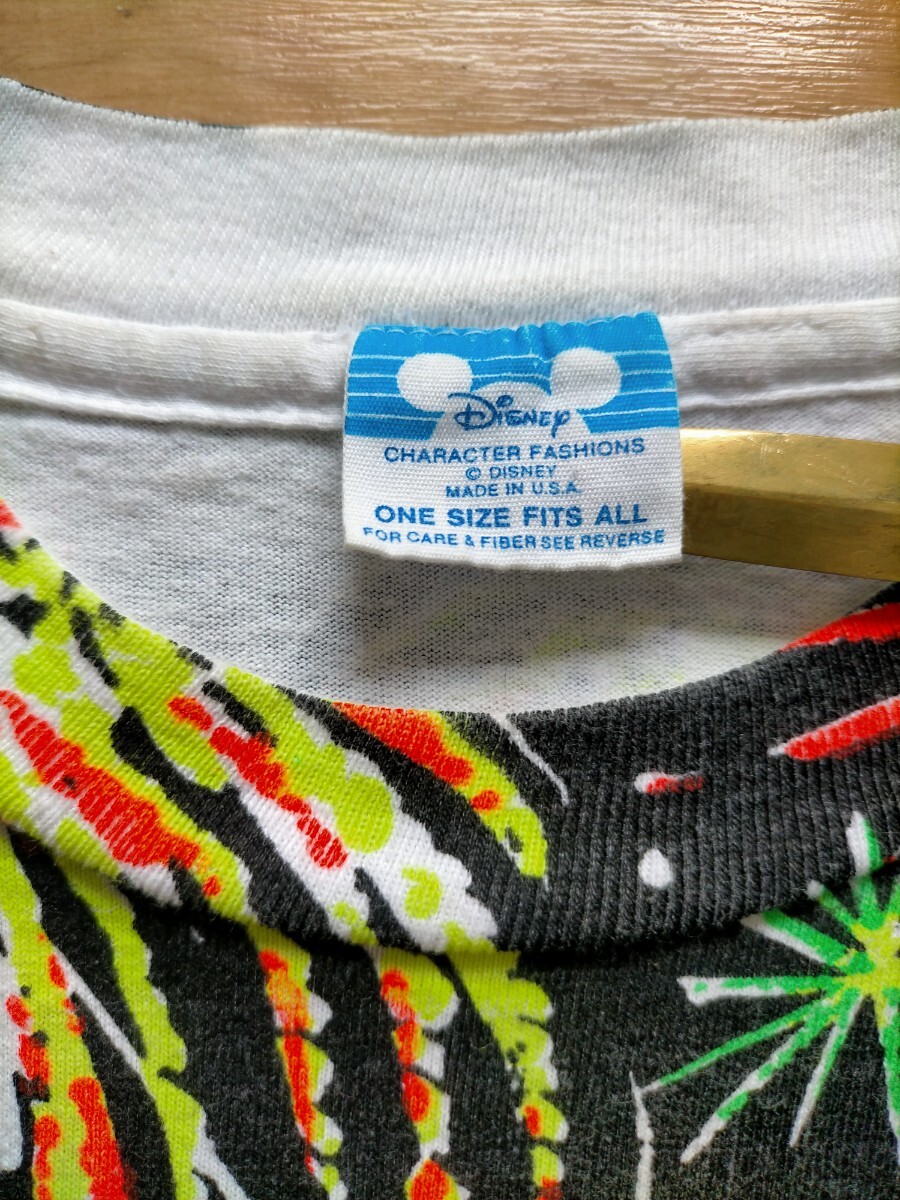 Disney
CHARACTER FASHIONS
© DISNEY
MADE IN U.S.A.
ONE SIZE FITS ALL
FOR CARE & FIBER SEE REVERSE